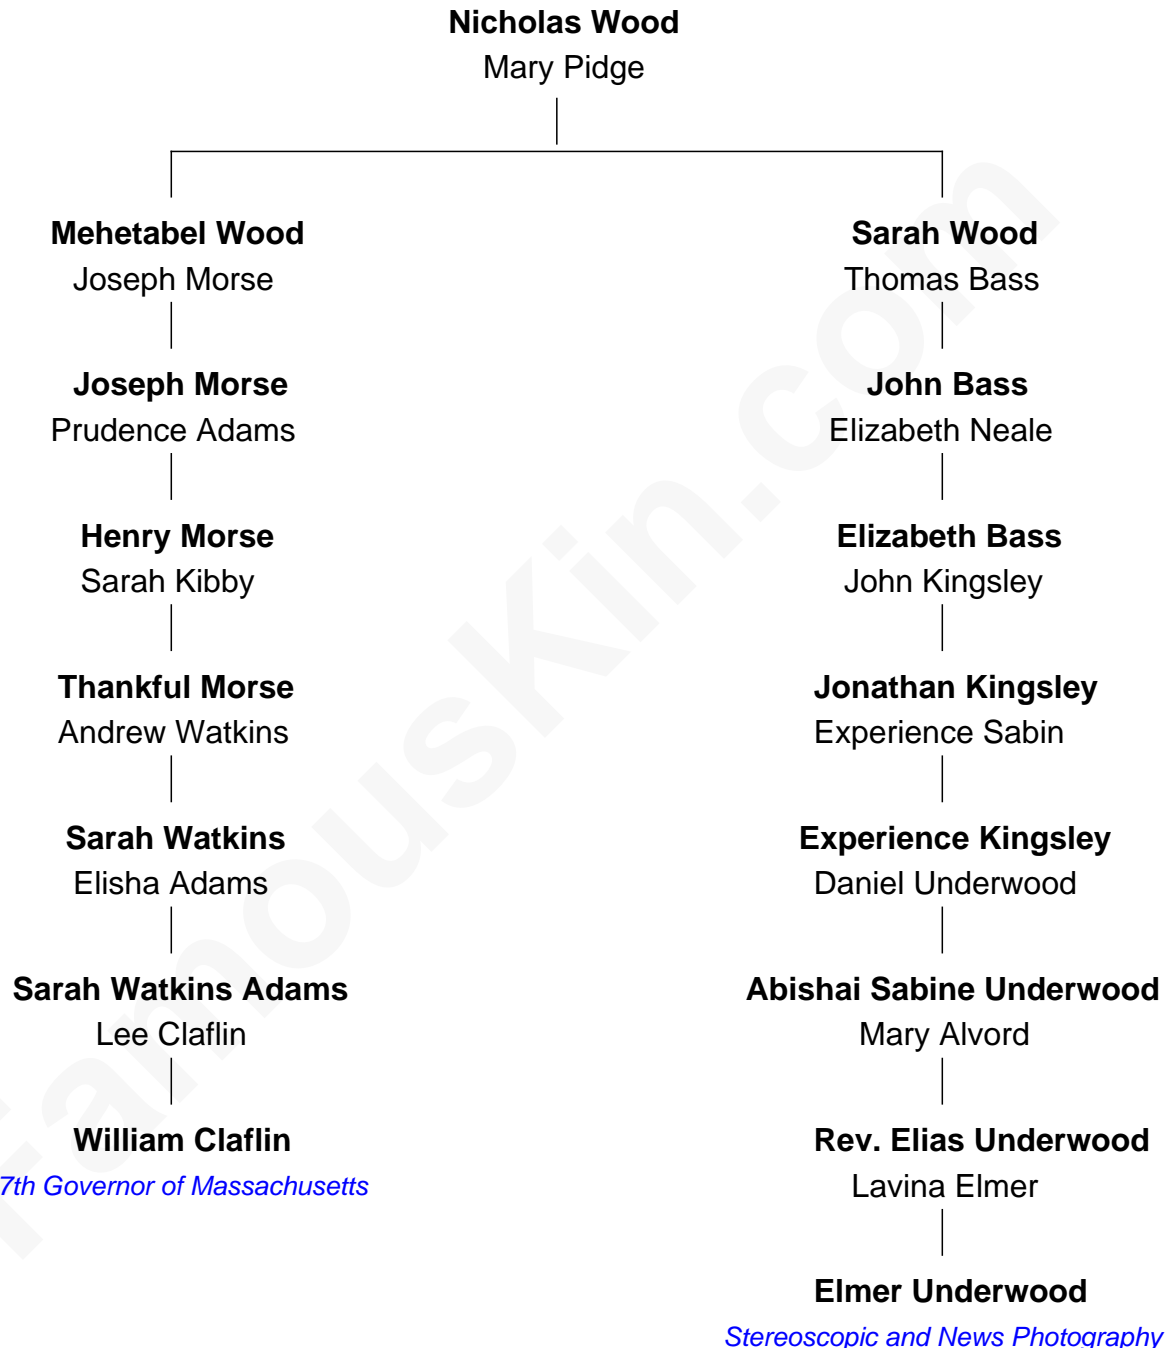 Nicholas Wood
Mary Pidge
Mehetabel Wood
Joseph Morse
Joseph Morse
Prudence Adams
Henry Morse
Sarah Kibby
Thankful Morse
Andrew Watkins
Sarah Watkins
Elisha Adams
Sarah Watkins Adams
Lee Claflin
William Claflin
7th Governor of Massachusetts
Sarah Wood
Thomas Bass
John Bass
Elizabeth Neale
Elizabeth Bass
John Kingsley
Jonathan Kingsley
Experience Sabin
Experience Kingsley
Daniel Underwood
Abishai Sabine Underwood
Mary Alvord
Rev. Elias Underwood
Lavina Elmer
Elmer Underwood
Stereoscopic and News Photography
FamousKin.com